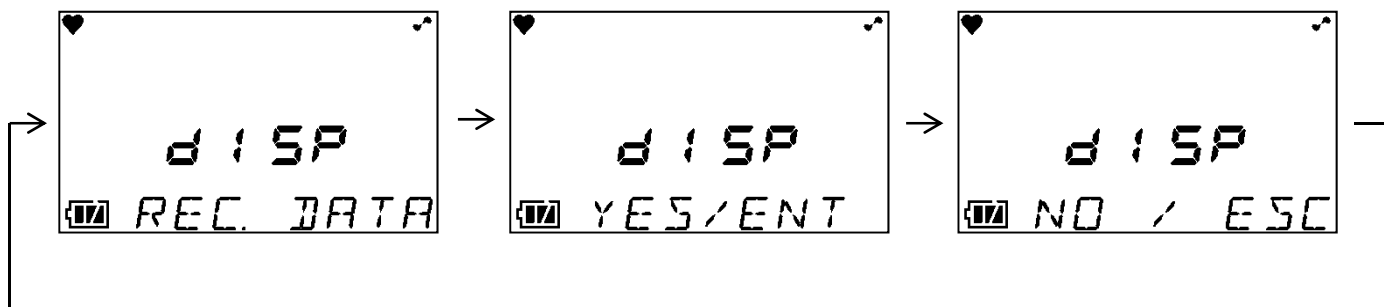 dISP
REC. DATA
dISP
YES/ENT
dISP
NO / ESC